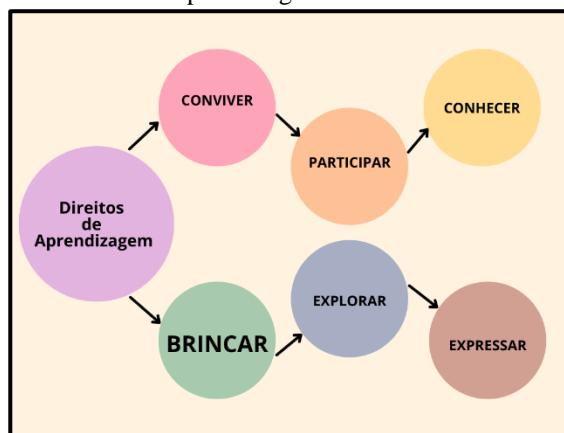 CONVIVER
CONHECER
PARTICIPAR
Direitos
de
Aprendizagem
EXPLORAR
BRINCAR
EXPRESSAR